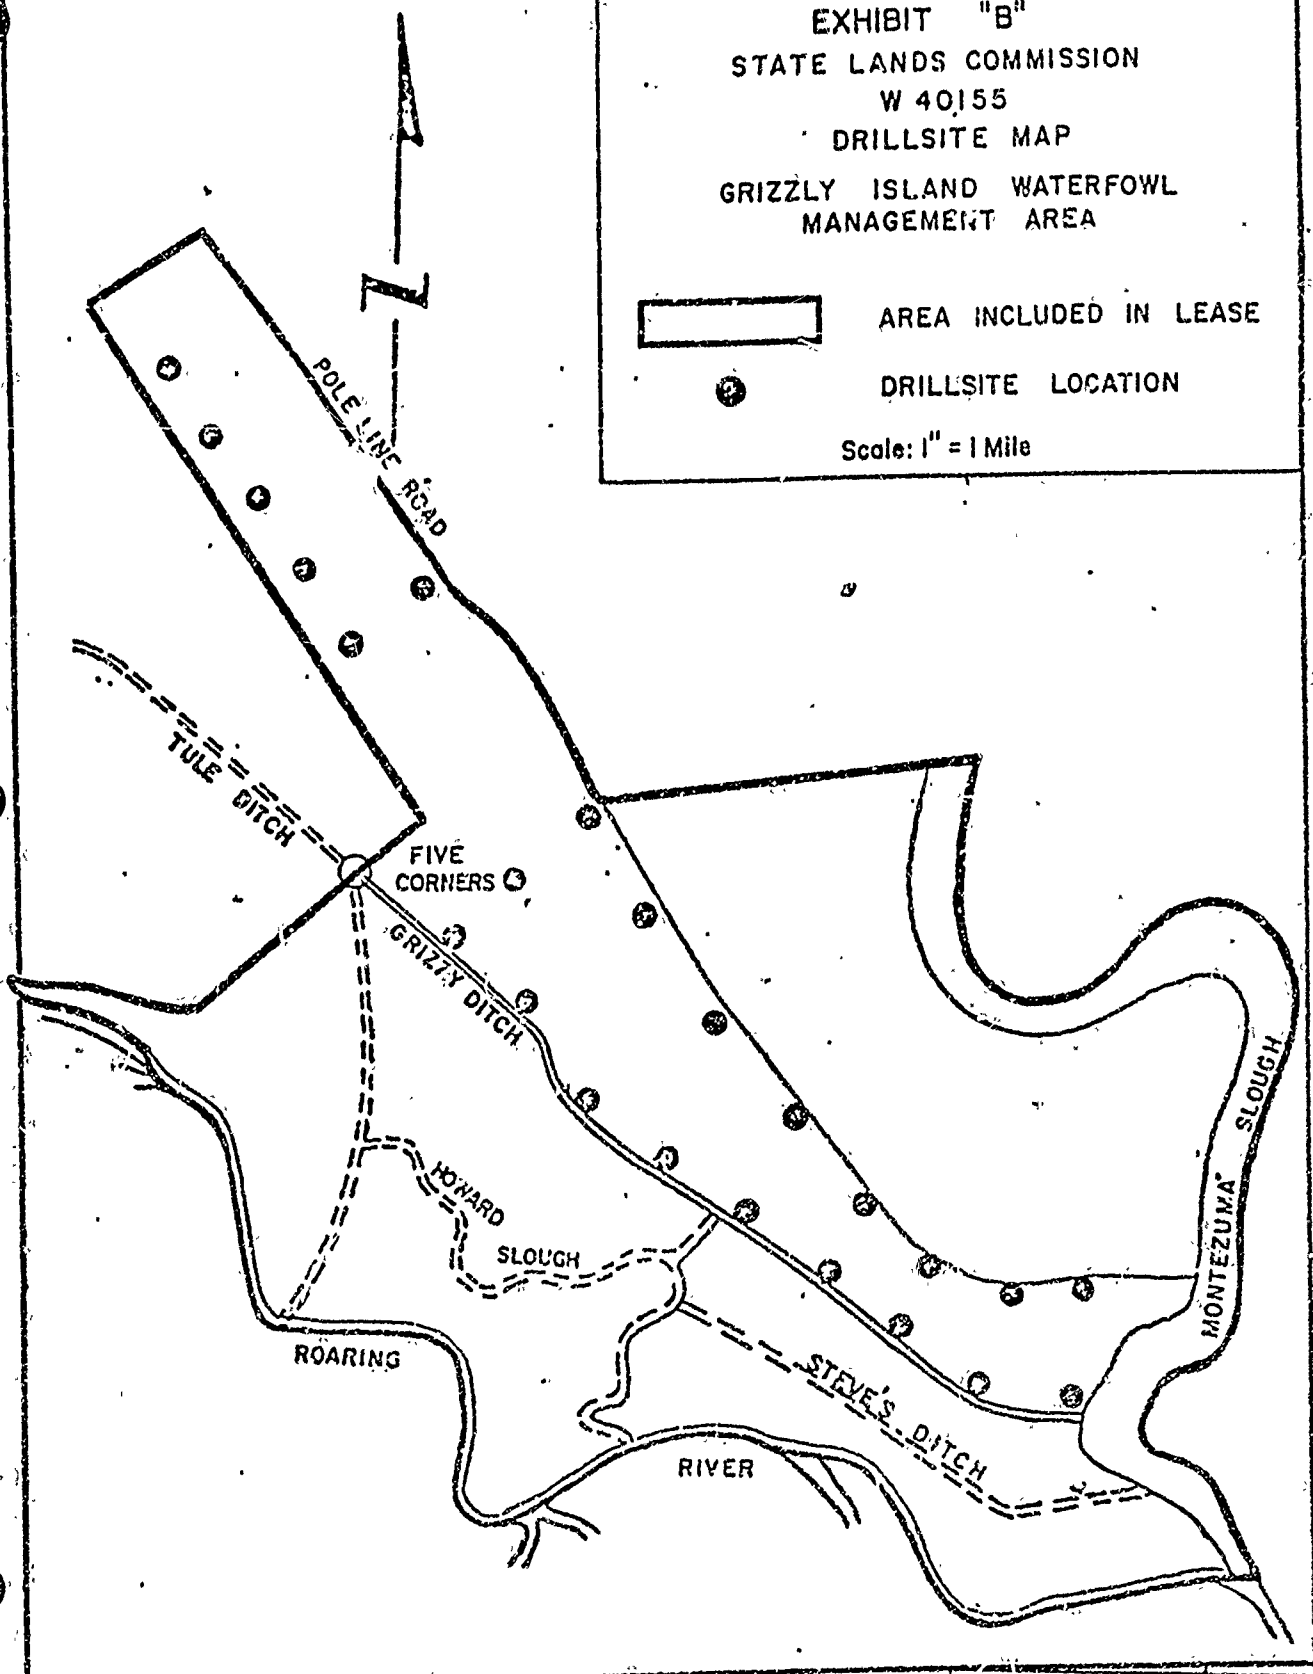 EXHIBIT "B"
STATE LANDS COMMISSION
W 40155
DRILLSITE MAP
GRIZZLY ISLAND WATERFOWL
MANAGEMENT AREA
AREA INCLUDED IN LEASE
DRILLSITE LOCATION
Scale: 1" = 1 Mile
Z
POLE LINE ROAD
TULE DITCH
FIVE
CORNERS
GRIZZLY DITCH
HOWARD
SLOUGH
MONTEZUMA SLOUGH
ROARING
STEVE'S DITCH
RIVER